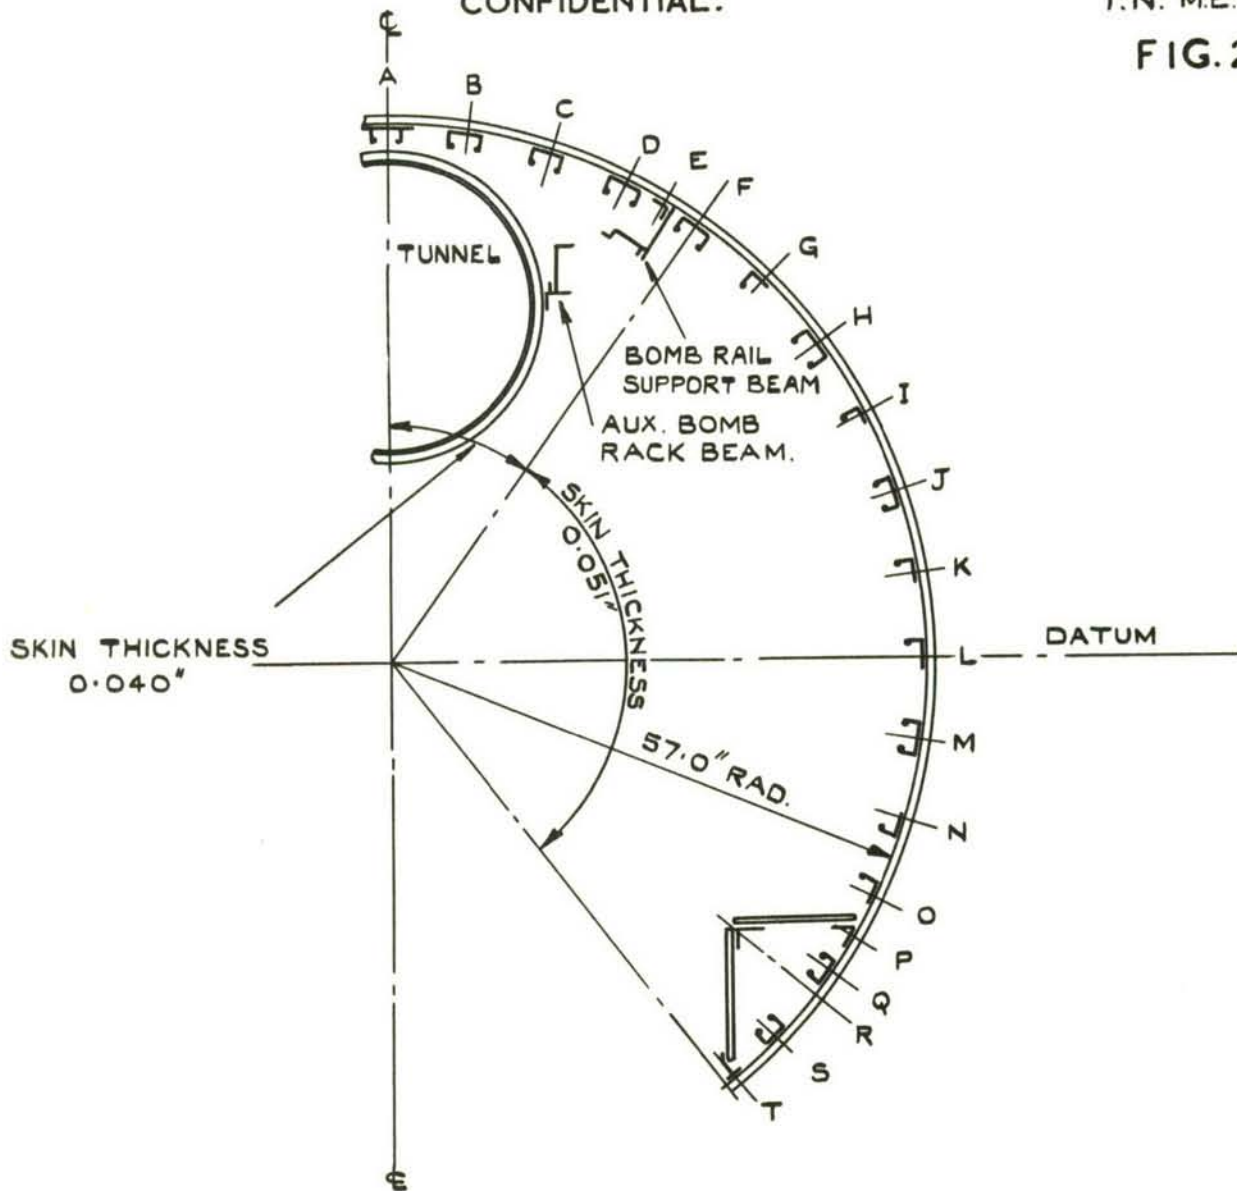 CONFIDENTIAL.
FIG. 2
℄
A
B
C
D
E
F
G
H
I
J
K
L
M
N
O
P
Q
R
S
T
TUNNEL
BOMB RAIL
SUPPORT BEAM
AUX. BOMB
RACK BEAM.
SKIN THICKNESS
0·051"
SKIN THICKNESS
0·040"
DATUM
57·0" RAD.
℄